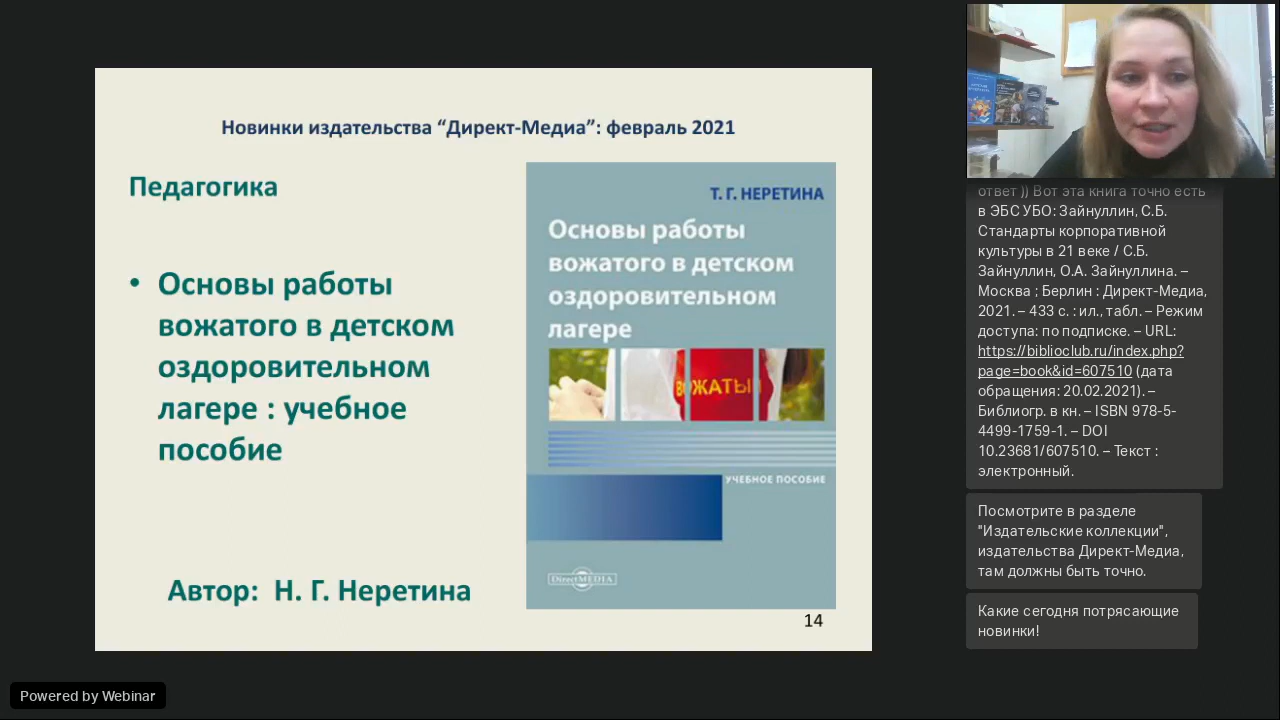 Новинки издательства “Директ-Медиа”: февраль 2021
Педагогика
• Основы работы
вожатого в детском
оздоровительном
лагере : учебное
пособие
Автор: Н. Г. Неретина
Т. Г. НЕРЕТИНА
Основы работы
вожатого в детском
оздоровительном
лагере
ВОЖАТЫЙ
УЧЕБНОЕ ПОСОБИЕ
DirectMEDIA
14
ответ )) Вот эта книга точно есть
в ЭБС УБО: Зайнуллин, С.Б.
Стандарты корпоративной
культуры в 21 веке / С.Б.
Зайнуллин, О.А. Зайнуллина. –
Москва ; Берлин : Директ-Медиа,
2021. – 433 с. : ил., табл. – Режим
доступа: по подписке. – URL:
https://biblioclub.ru/index.php?
page=book&id=607510 (дата
обращения: 20.02.2021). –
Библиогр. в кн. – ISBN 978-5-
4499-1759-1. – DOI
10.23681/607510. – Текст :
электронный.
Посмотрите в разделе
"Издательские коллекции",
издательства Директ-Медиа,
там должны быть точно.
Какие сегодня потрясающие
новинки!
Powered by Webinar